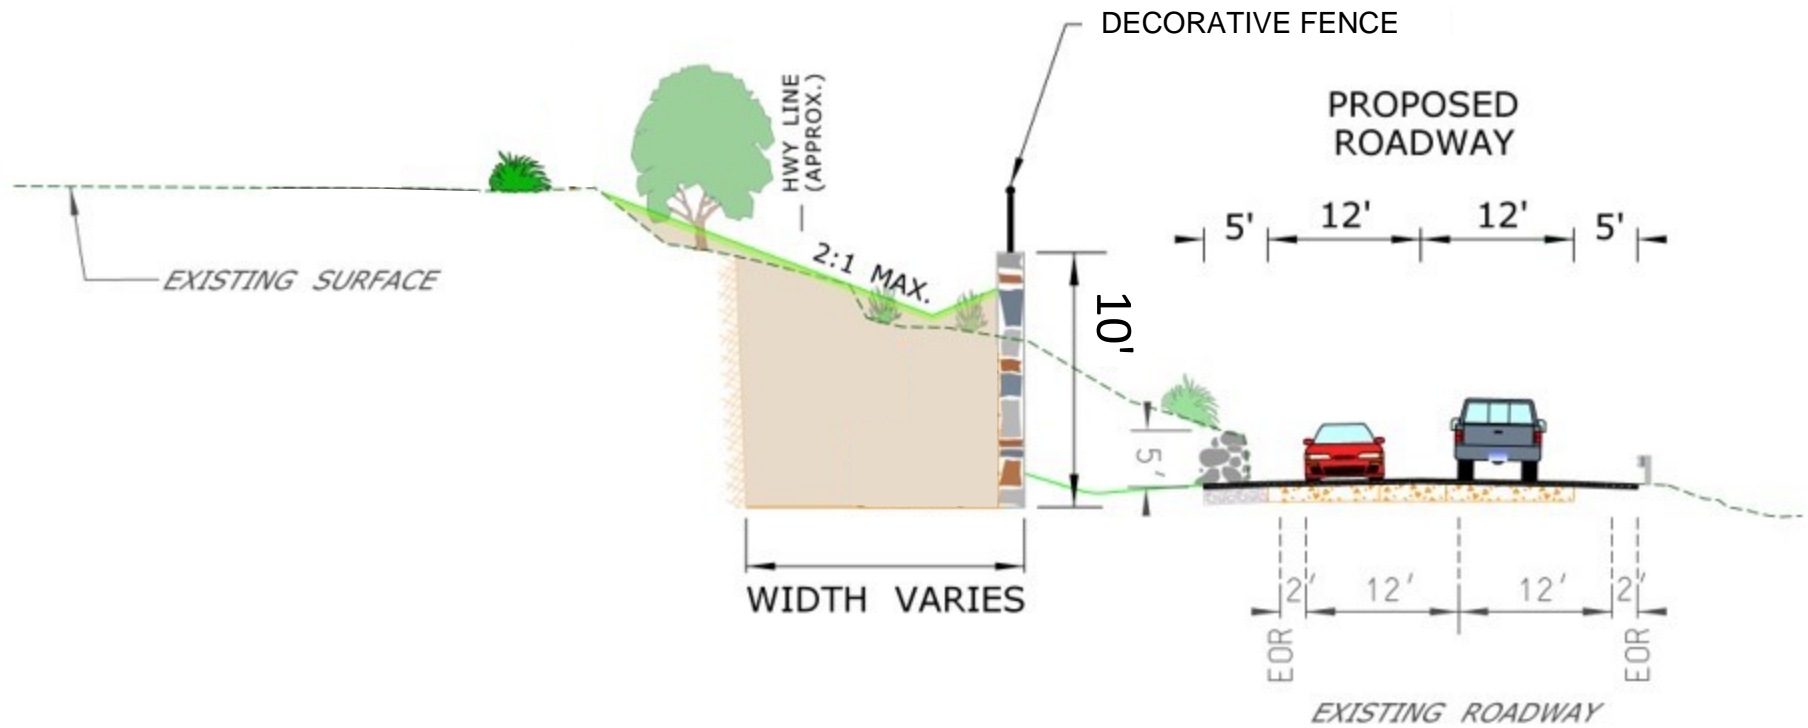 DECORATIVE FENCE
HWY LINE
(APPROX.)
PROPOSED
ROADWAY
5' 12' 12' 5'
EXISTING SURFACE
2:1 MAX.
10'
5'
WIDTH VARIES
2' 12' 12' 2'
EOR EOR
EXISTING ROADWAY